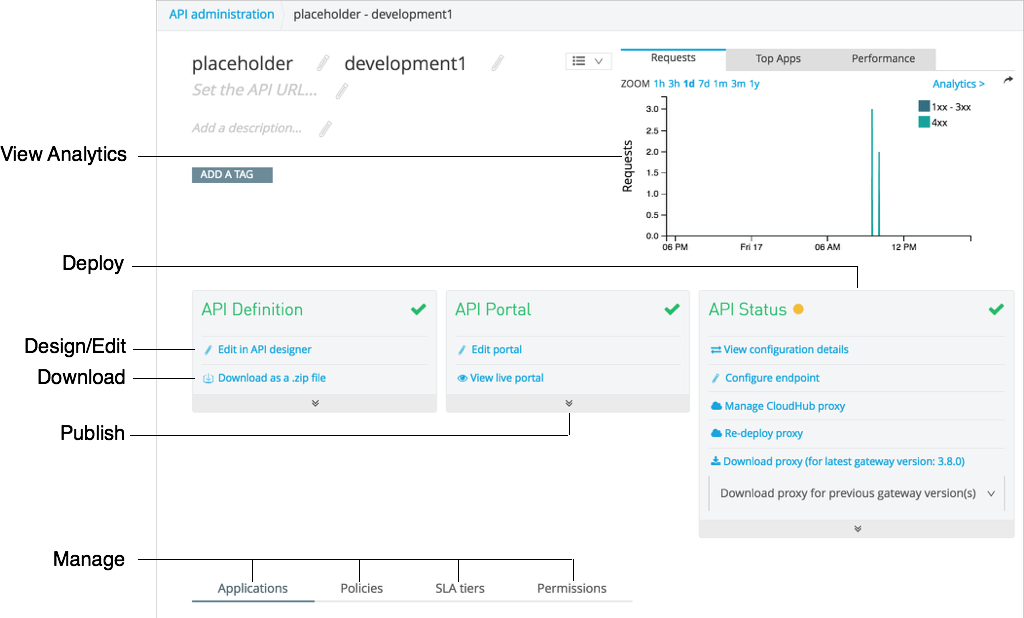 API administration placeholder - development1
placeholder development1
Set the API URL...
Add a description...
ADD A TAG
Requests Top Apps Performance
ZOOM 1h 3h 1d 7d 1m 3m 1y Analytics >
1xx - 3xx
4xx
Requests
3.0
2.5
2.0
1.5
1.0
0.5
0.0
06 PM Fri 17 06 AM 12 PM
View Analytics
Deploy
Design/Edit
Download
Publish
Manage
API Definition
Edit in API designer
Download as a .zip file
API Portal
Edit portal
View live portal
API Status
View configuration details
Configure endpoint
Manage CloudHub proxy
Re-deploy proxy
Download proxy (for latest gateway version: 3.8.0)
Download proxy for previous gateway version(s)
Applications Policies SLA tiers Permissions